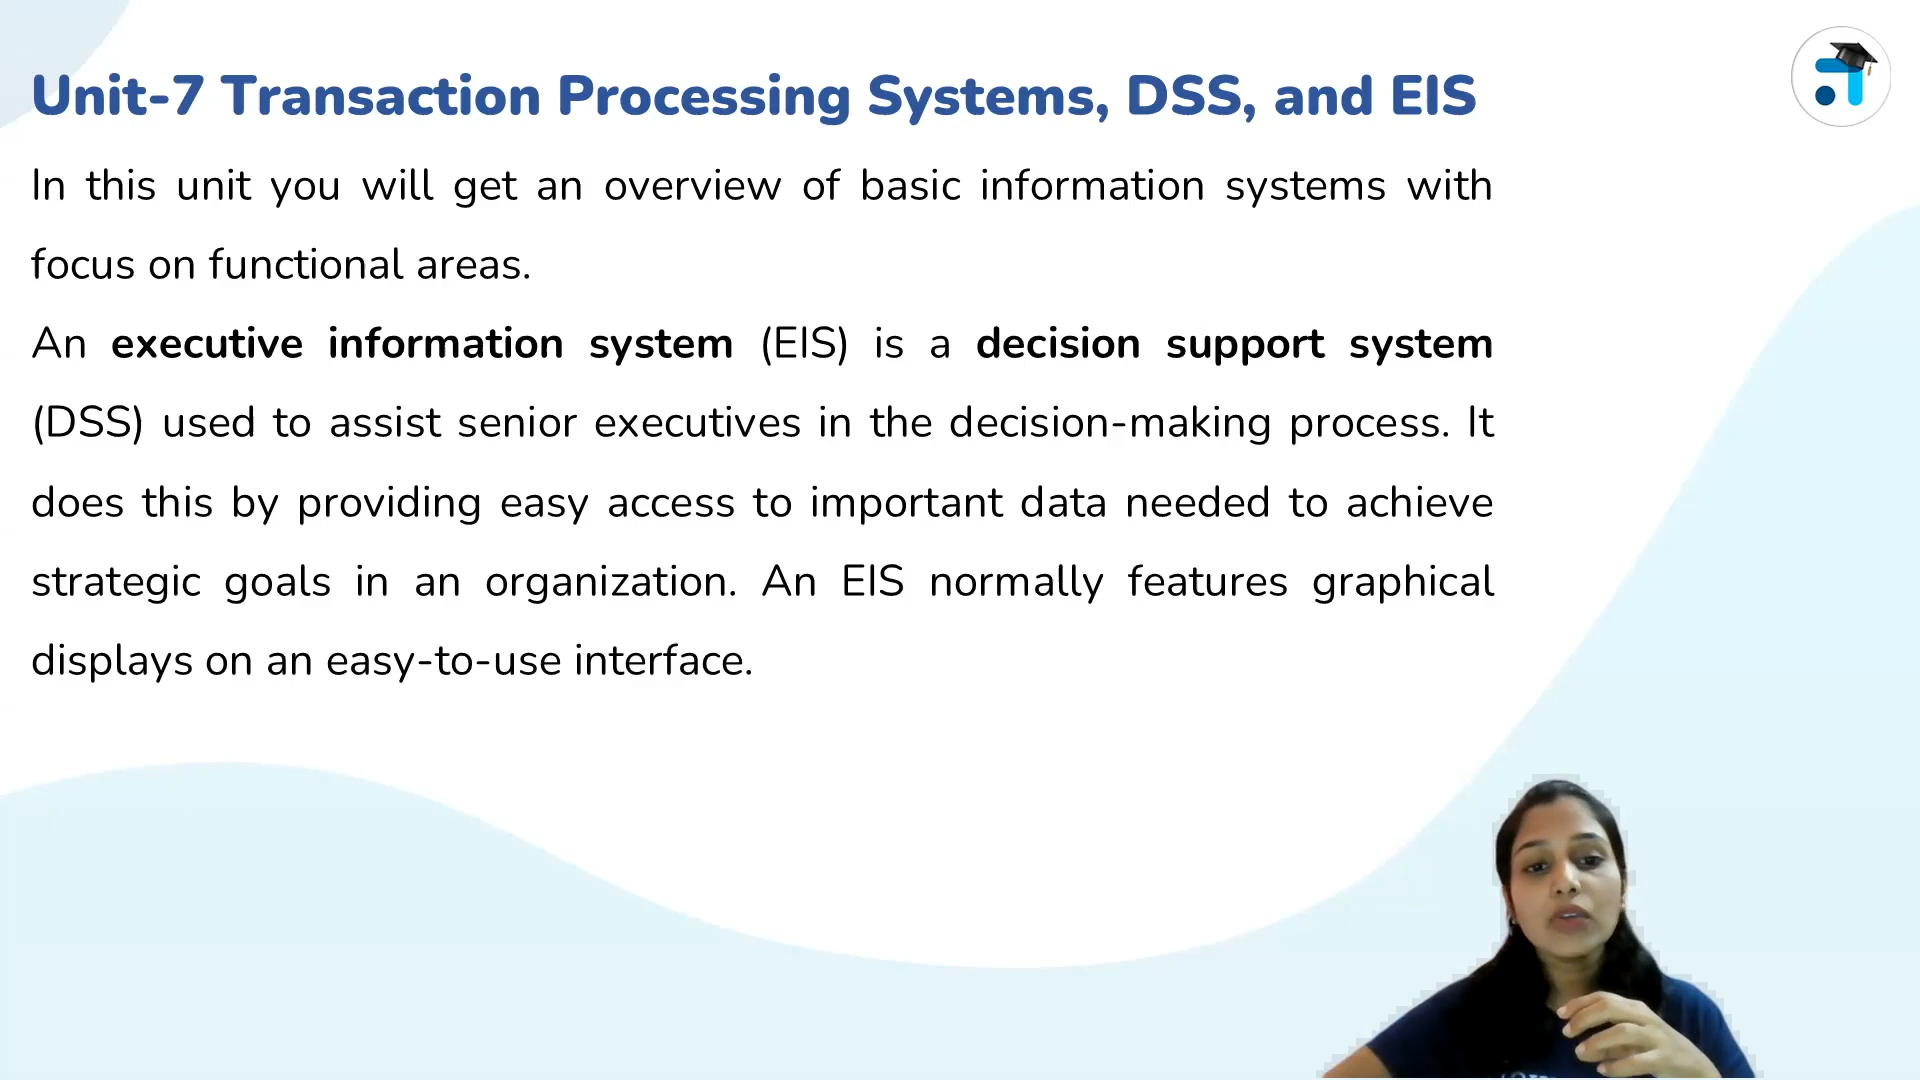 Unit-7 Transaction Processing Systems, DSS, and EIS
In this unit you will get an overview of basic information systems with
focus on functional areas.
An executive information system (EIS) is a decision support system
(DSS) used to assist senior executives in the decision-making process. It
does this by providing easy access to important data needed to achieve
strategic goals in an organization. An EIS normally features graphical
displays on an easy-to-use interface.